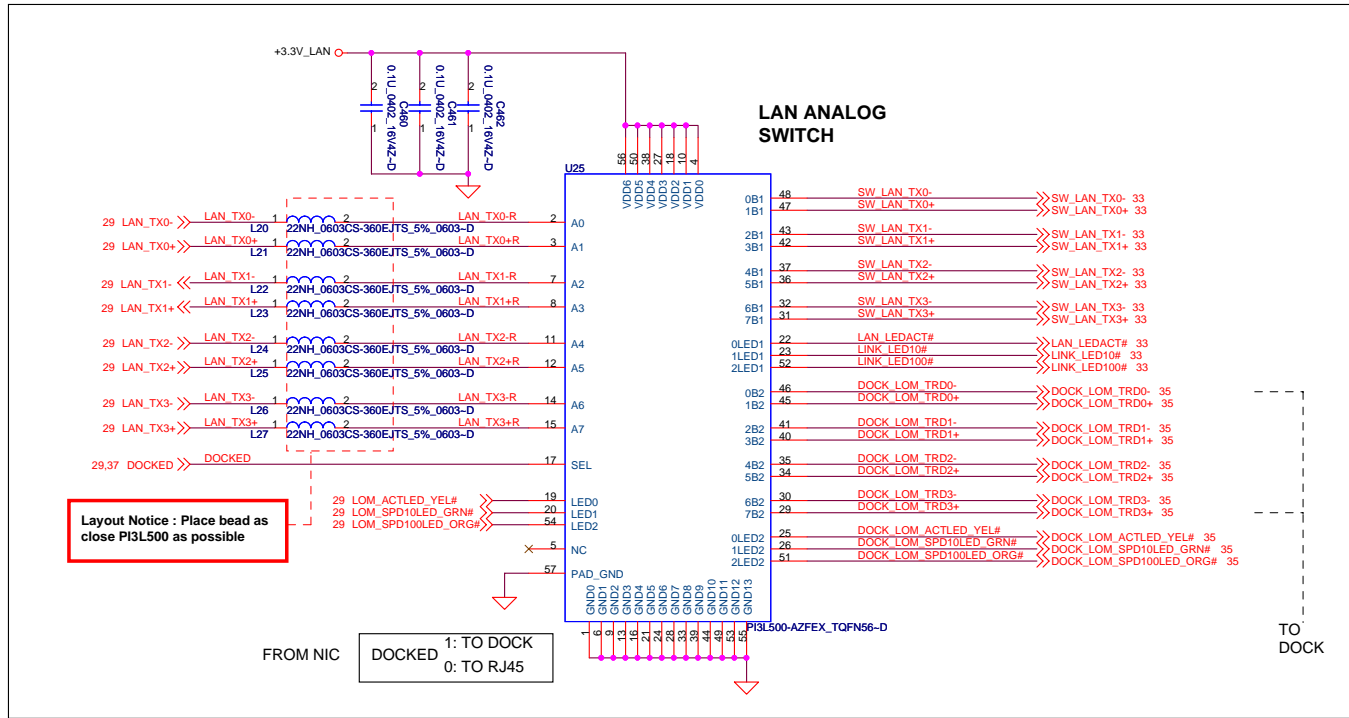 +3.3V_LAN
0.1U_0402_16V4Z~D
C460
2
1
0.1U_0402_16V4Z~D
C461
2
1
0.1U_0402_16V4Z~D
C462
2
1
LAN ANALOG
SWITCH
U25
56 50 38 27 18 10 4
VDD6 VDD5 VDD4 VDD3 VDD2 VDD1 VDD0
29 LAN_TX0- LAN_TX0- 1 2 LAN_TX0-R 2 A0
L20 22NH_0603CS-360EJTS_5%_0603~D
29 LAN_TX0+ LAN_TX0+ 1 2 LAN_TX0+R 3 A1
L21 22NH_0603CS-360EJTS_5%_0603~D
29 LAN_TX1- LAN_TX1- 1 2 LAN_TX1-R 7 A2
L22 22NH_0603CS-360EJTS_5%_0603~D
29 LAN_TX1+ LAN_TX1+ 1 2 LAN_TX1+R 8 A3
L23 22NH_0603CS-360EJTS_5%_0603~D
29 LAN_TX2- LAN_TX2- 1 2 LAN_TX2-R 11 A4
L24 22NH_0603CS-360EJTS_5%_0603~D
29 LAN_TX2+ LAN_TX2+ 1 2 LAN_TX2+R 12 A5
L25 22NH_0603CS-360EJTS_5%_0603~D
29 LAN_TX3- LAN_TX3- 1 2 LAN_TX3-R 14 A6
L26 22NH_0603CS-360EJTS_5%_0603~D
29 LAN_TX3+ LAN_TX3+ 1 2 LAN_TX3+R 15 A7
L27 22NH_0603CS-360EJTS_5%_0603~D
29,37 DOCKED DOCKED 17 SEL
29 LOM_ACTLED_YEL# 19 LED0
29 LOM_SPD10LED_GRN# 20 LED1
29 LOM_SPD100LED_ORG# 54 LED2
5 NC
57 PAD_GND
Layout Notice : Place bead as
close PI3L500 as possible
0B1 48 SW_LAN_TX0- SW_LAN_TX0- 33
1B1 47 SW_LAN_TX0+ SW_LAN_TX0+ 33
2B1 43 SW_LAN_TX1- SW_LAN_TX1- 33
3B1 42 SW_LAN_TX1+ SW_LAN_TX1+ 33
4B1 37 SW_LAN_TX2- SW_LAN_TX2- 33
5B1 36 SW_LAN_TX2+ SW_LAN_TX2+ 33
6B1 32 SW_LAN_TX3- SW_LAN_TX3- 33
7B1 31 SW_LAN_TX3+ SW_LAN_TX3+ 33
0LED1 22 LAN_LEDACT# LAN_LEDACT# 33
1LED1 23 LINK_LED10# LINK_LED10# 33
2LED1 52 LINK_LED100# LINK_LED100# 33
0B2 46 DOCK_LOM_TRD0- DOCK_LOM_TRD0- 35
1B2 45 DOCK_LOM_TRD0+ DOCK_LOM_TRD0+ 35
2B2 41 DOCK_LOM_TRD1- DOCK_LOM_TRD1- 35
3B2 40 DOCK_LOM_TRD1+ DOCK_LOM_TRD1+ 35
4B2 35 DOCK_LOM_TRD2- DOCK_LOM_TRD2- 35
5B2 34 DOCK_LOM_TRD2+ DOCK_LOM_TRD2+ 35
6B2 30 DOCK_LOM_TRD3- DOCK_LOM_TRD3- 35
7B2 29 DOCK_LOM_TRD3+ DOCK_LOM_TRD3+ 35
0LED2 25 DOCK_LOM_ACTLED_YEL# DOCK_LOM_ACTLED_YEL# 35
1LED2 26 DOCK_LOM_SPD10LED_GRN# DOCK_LOM_SPD10LED_GRN# 35
2LED2 51 DOCK_LOM_SPD100LED_ORG# DOCK_LOM_SPD100LED_ORG# 35
GND0 GND1 GND2 GND3 GND4 GND5 GND6 GND7 GND8 GND9 GND10 GND11 GND12 GND13
1 6 9 13 16 21 24 28 33 39 44 49 53 55
PI3L500-AZFEX_TQFN56~D
TO
DOCK
FROM NIC
DOCKED
1: TO DOCK
0: TO RJ45